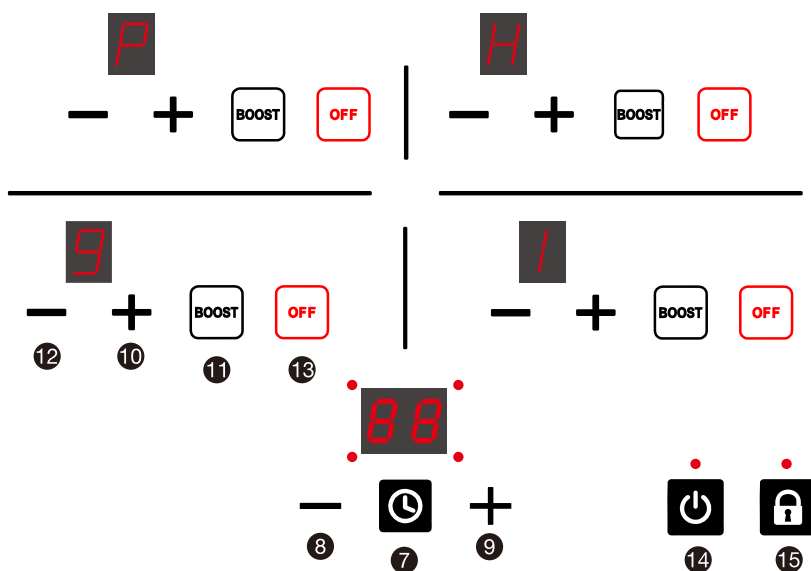 P H
BOOST OFF BOOST OFF
9 1
BOOST OFF BOOST OFF
12 10 11 13
88
8 7 9 14 15